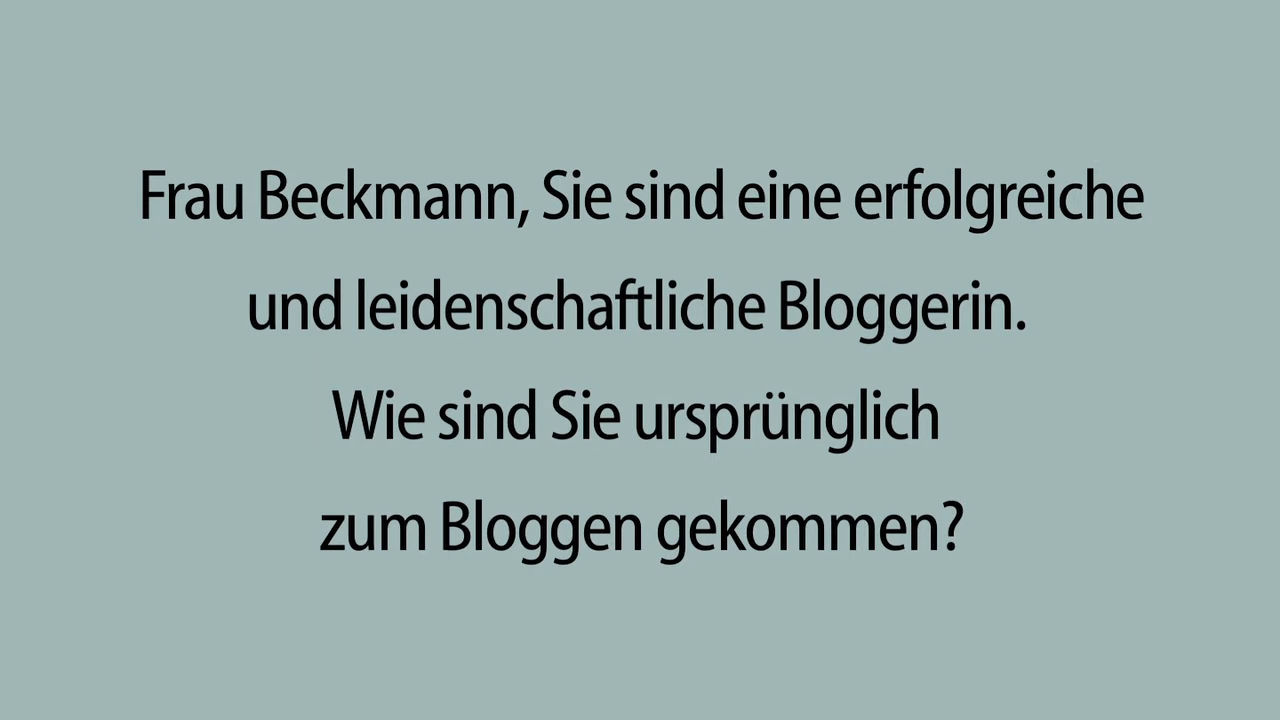 Frau Beckmann, Sie sind eine erfolgreiche
und leidenschaftliche Bloggerin.
Wie sind Sie ursprünglich
zum Bloggen gekommen?